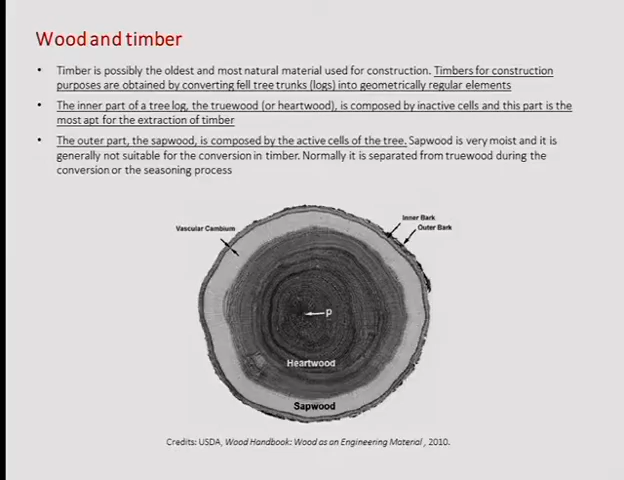 Wood and timber
• Timber is possibly the oldest and most natural material used for construction. Timbers for construction
purposes are obtained by converting fell tree trunks (logs) into geometrically regular elements
• The inner part of a tree log, the truewood (or heartwood), is composed by inactive cells and this part is the
most apt for the extraction of timber
• The outer part, the sapwood, is composed by the active cells of the tree. Sapwood is very moist and it is
generally not suitable for the conversion in timber. Normally it is separated from truewood during the
conversion or the seasoning process
Inner Bark
Vascular Cambium
Outer Bark
P
Heartwood
Sapwood
Credits: USDA, Wood Handbook: Wood as an Engineering Material, 2010.